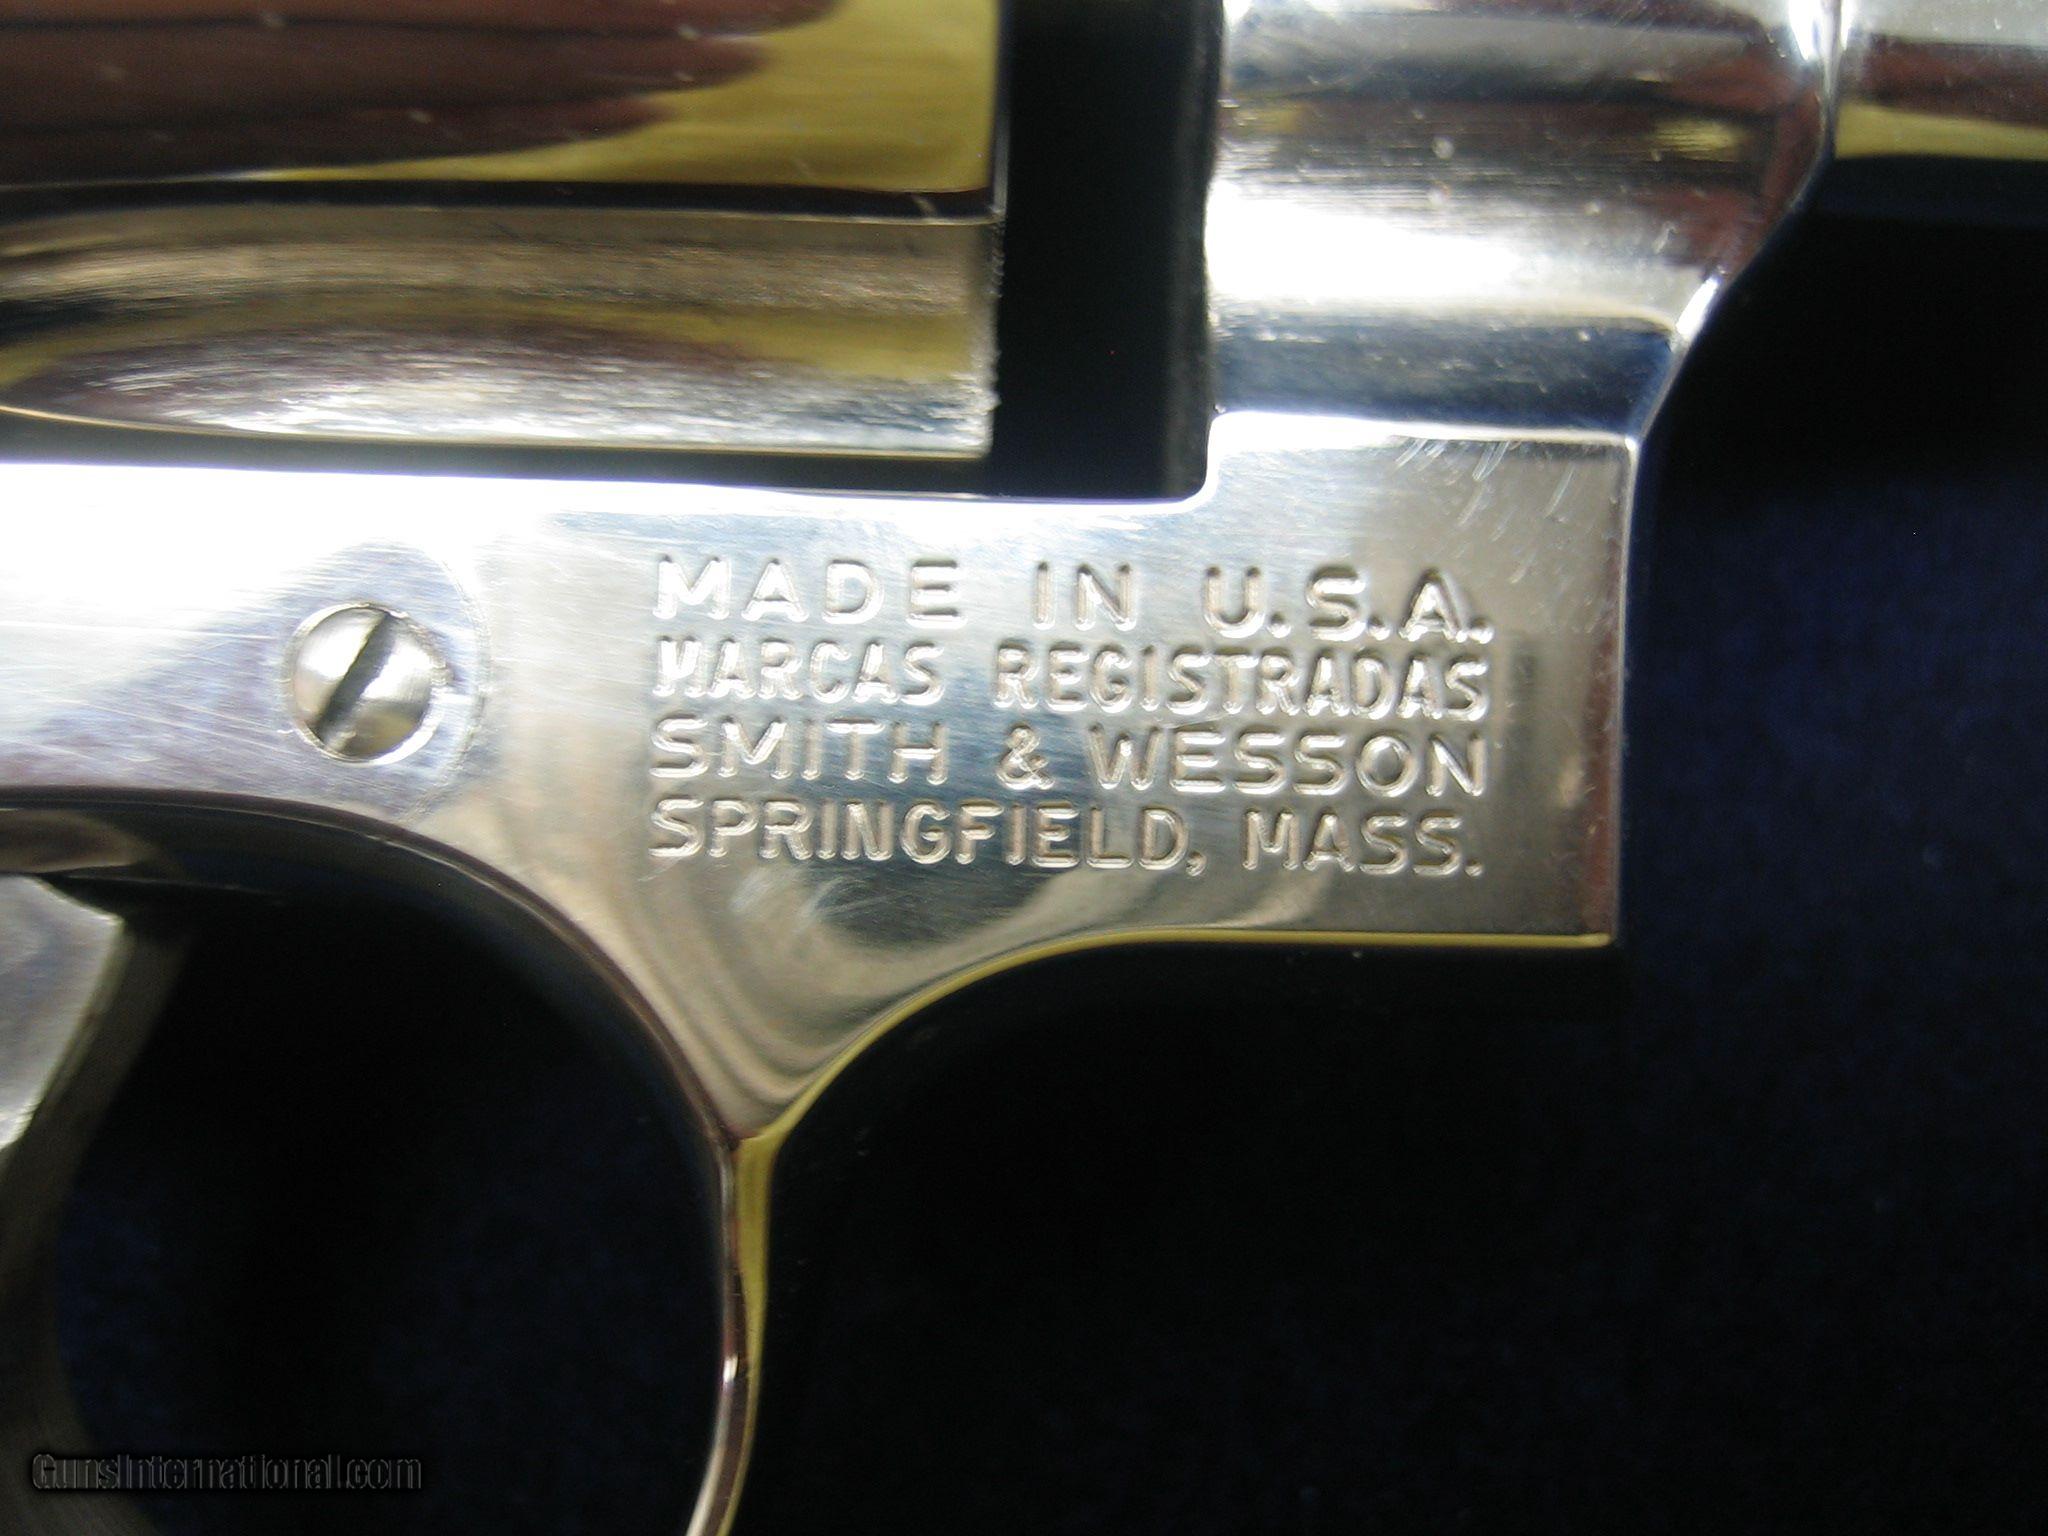 MADE IN U.S.A.
MARCAS REGISTRADAS
SMITH & WESSON
SPRINGFIELD, MASS.
GunsInternational.com